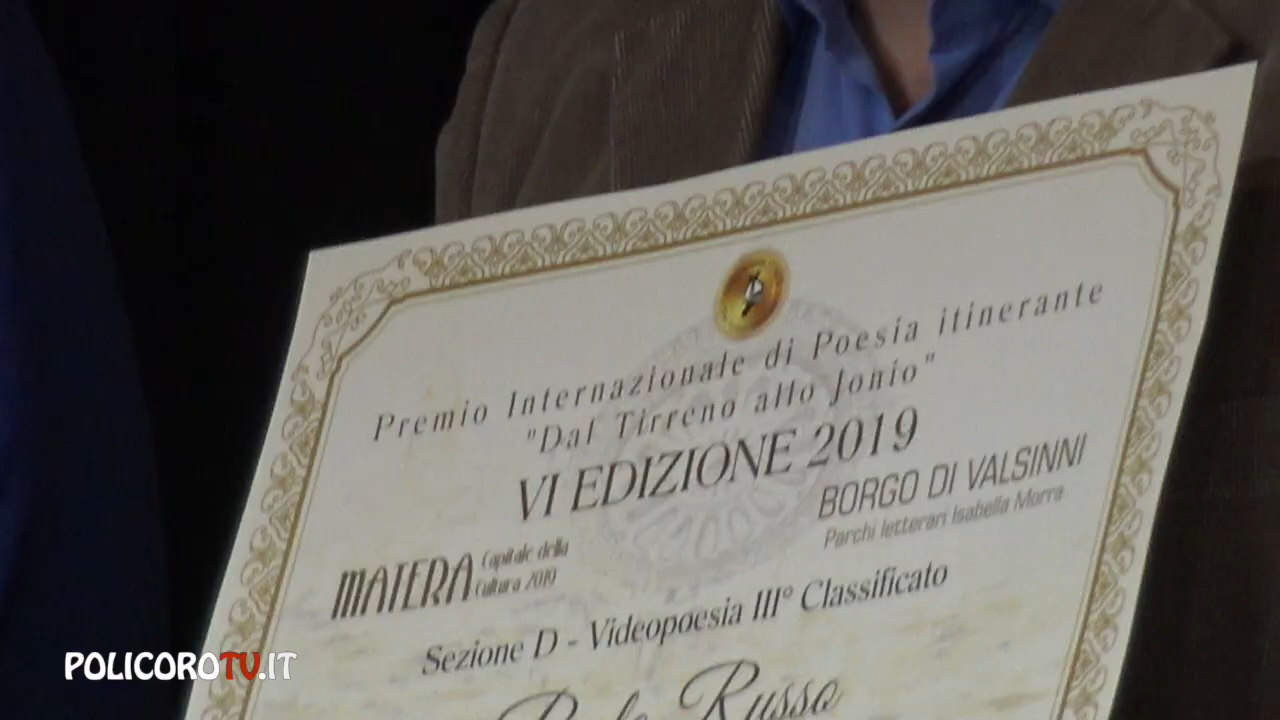 Premio Internazionale di Poesia itinerante
"Dal Tirreno allo Jonio"
VI EDIZIONE 2019
BORGO DI VALSINNI
Parchi letterari Isabella Morra
MATERA Capitale della
Cultura 2019
Sezione D - Videopoesia III° Classificato
Russo
POLICOROTV.IT